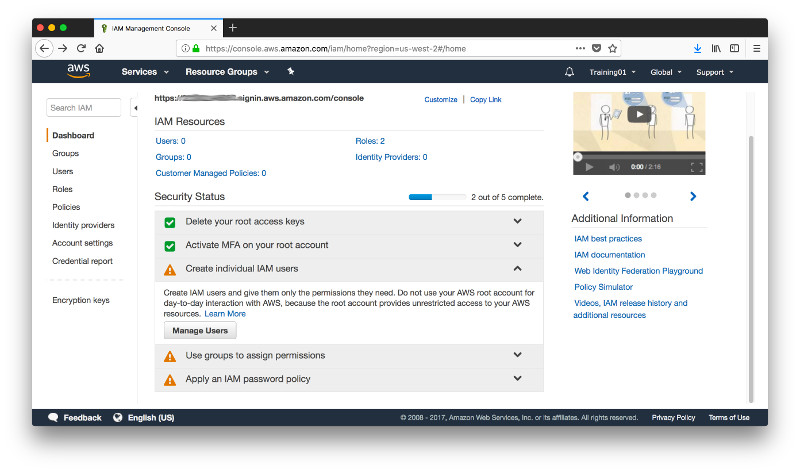 IAM Management Console
https://console.aws.amazon.com/iam/home?region=us-west-2#/home
aws
Services
Resource Groups
Training01
Global
Support
Search IAM
Dashboard
Groups
Users
Roles
Policies
Identity providers
Account settings
Credential report
Encryption keys
https:// signin.aws.amazon.com/console
Customize | Copy Link
IAM Resources
Users: 0
Roles: 2
Groups: 0
Identity Providers: 0
Customer Managed Policies: 0
Security Status
2 out of 5 complete.
Delete your root access keys
Activate MFA on your root account
Create individual IAM users
Create IAM users and give them only the permissions they need. Do not use your AWS root account for
day-to-day interaction with AWS, because the root account provides unrestricted access to your AWS
resources. Learn More
Manage Users
Use groups to assign permissions
Apply an IAM password policy
0:00 / 2:16
Additional Information
IAM best practices
IAM documentation
Web Identity Federation Playground
Policy Simulator
Videos, IAM release history and
additional resources
Feedback
English (US)
© 2008 - 2017, Amazon Web Services, Inc. or its affiliates. All rights reserved.
Privacy Policy
Terms of Use